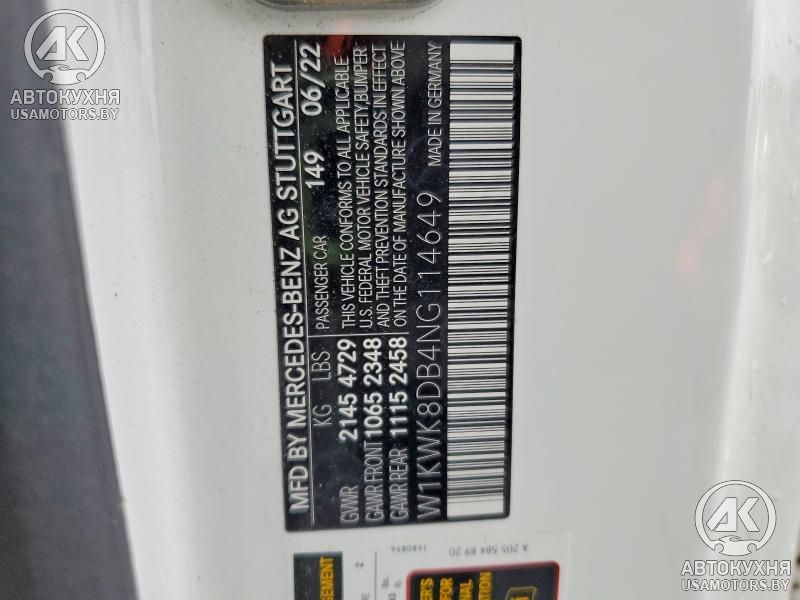 MFD BY MERCEDES-BENZ AG STUTTGART
KG LBS PASSENGER CAR 149 06/22
GVWR 2145 4729
GAWR FRONT 1065 2348
GAWR REAR 1115 2458
THIS VEHICLE CONFORMS TO ALL APPLICABLE
U.S. FEDERAL MOTOR VEHICLE SAFETY,BUMPER
AND THEFT PREVENTION STANDARDS IN EFFECT
ON THE DATE OF MANUFACTURE SHOWN ABOVE
W1KWK8DB4NG114649 MADE IN GERMANY
A 205 584 89 20
AK
АВТОКУХНЯ
USAMOTORS.BY
AK
АВТОКУХНЯ
USAMOTORS.BY